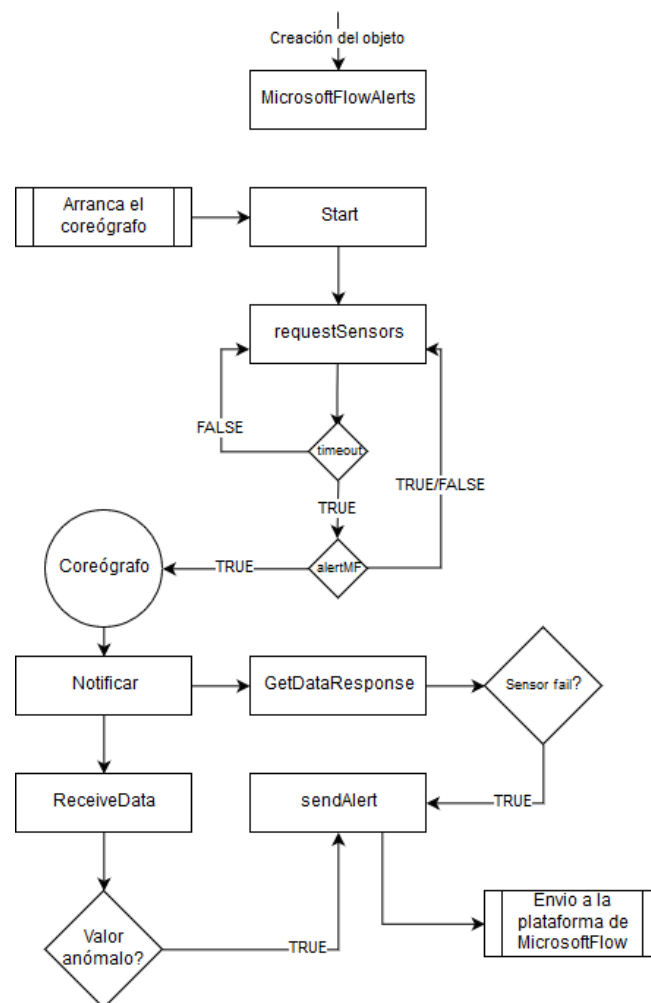 Creación del objeto
MicrosoftFlowAlerts
Arranca el
coreógrafo
Start
requestSensors
FALSE
timeout
TRUE/FALSE
TRUE
Coreógrafo
TRUE
alertMF
Notificar
GetDataResponse
Sensor fail?
ReceiveData
sendAlert
TRUE
Valor
anómalo?
TRUE
Envio a la
plataforma de
MicrosoftFlow